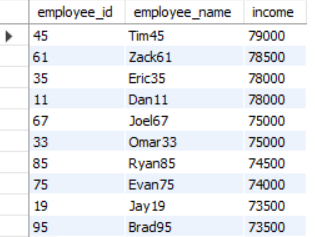 employee_id employee_name income
45 Tim45 79000
61 Zack61 78500
35 Eric35 78000
11 Dan11 78000
67 Joel67 75000
33 Omar33 75000
85 Ryan85 74500
75 Evan75 74000
19 Jay19 73500
95 Brad95 73500